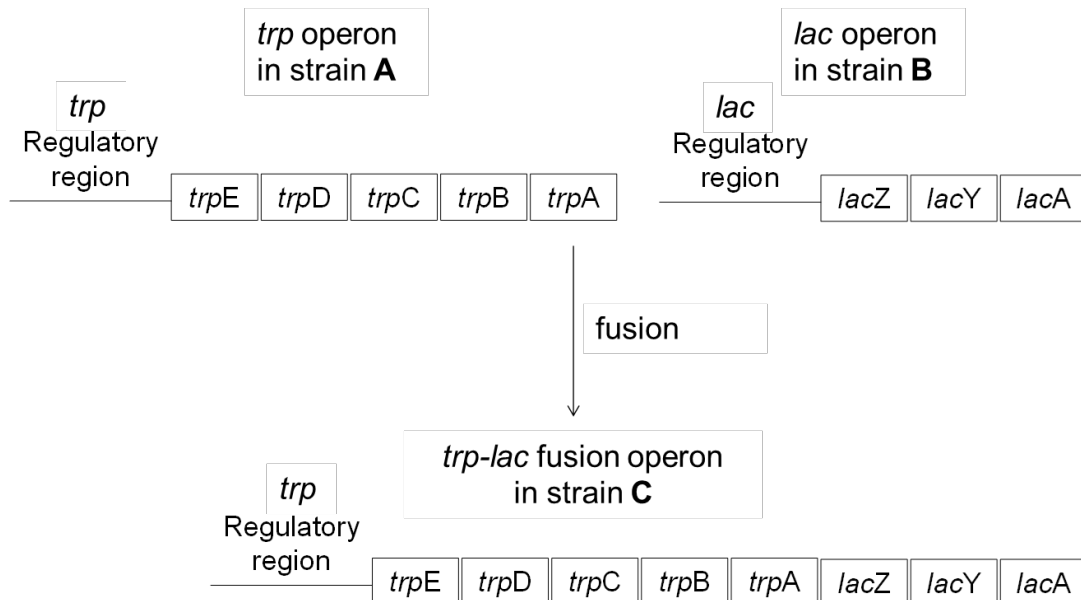 trp operon
in strain A
lac operon
in strain B
trp
Regulatory
region
lac
Regulatory
region
trpE trpD trpC trpB trpA
lacZ lacY lacA
fusion
trp-lac fusion operon
in strain C
trp
Regulatory
region
trpE trpD trpC trpB trpA lacZ lacY lacA